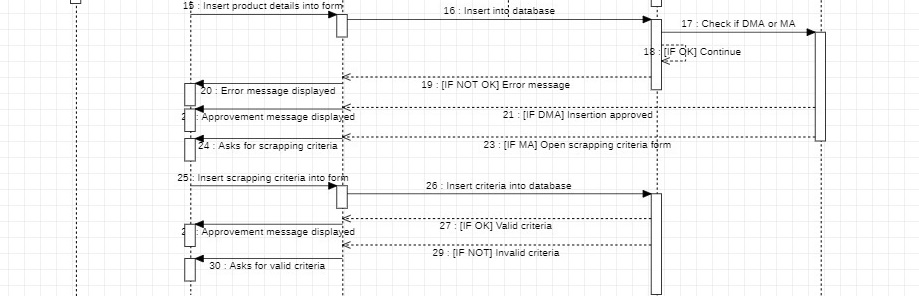 15 : Insert product details into form
16 : Insert into database
17 : Check if DMA or MA
18 : [IF OK] Continue
19 : [IF NOT OK] Error message
20 : Error message displayed
21 : [IF DMA] Insertion approved
: Approvement message displayed
23 : [IF MA] Open scrapping criteria form
24 : Asks for scrapping criteria
25 : Insert scrapping criteria into form
26 : Insert criteria into database
27 : [IF OK] Valid criteria
: Approvement message displayed
29 : [IF NOT] Invalid criteria
30 : Asks for valid criteria